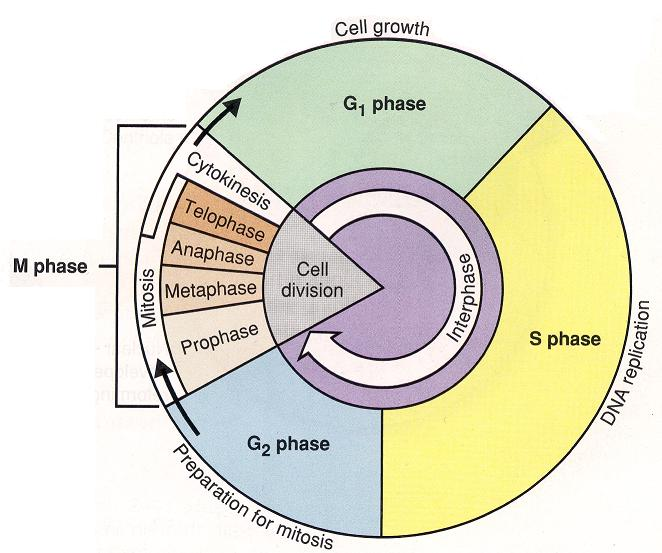 Cell growth
G1 phase
Cytokinesis
Telophase
Anaphase
Metaphase
Prophase
Mitosis
M phase
Cell
division
Interphase
S phase
DNA replication
G2 phase
Preparation for mitosis